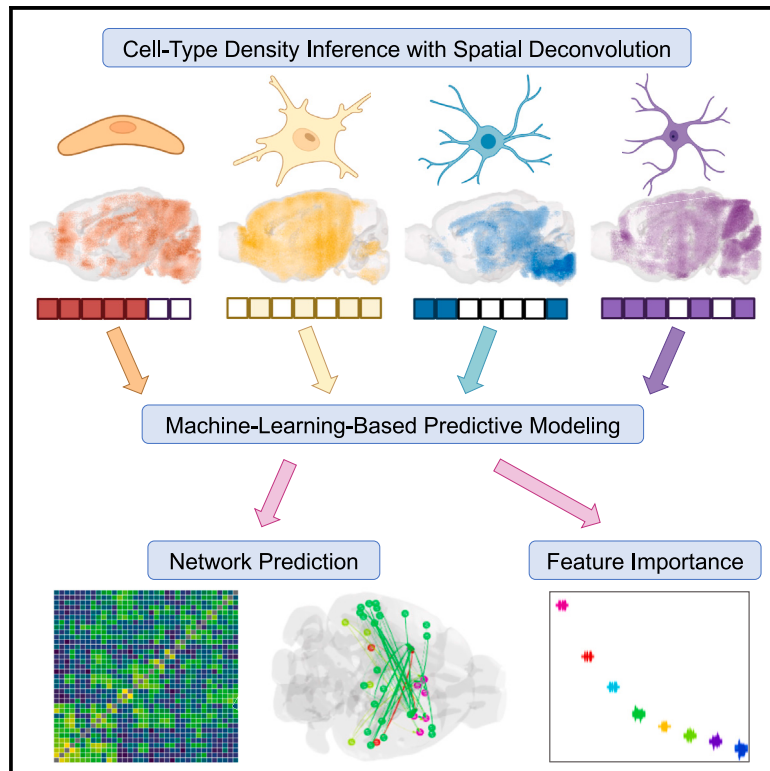 Cell-Type Density Inference with Spatial Deconvolution
Machine-Learning-Based Predictive Modeling
Network Prediction
Feature Importance